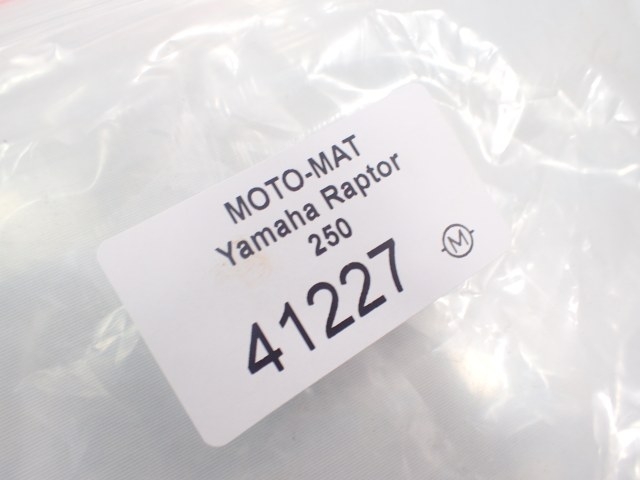 MOTO-MAT
Yamaha Raptor
250
41227
M